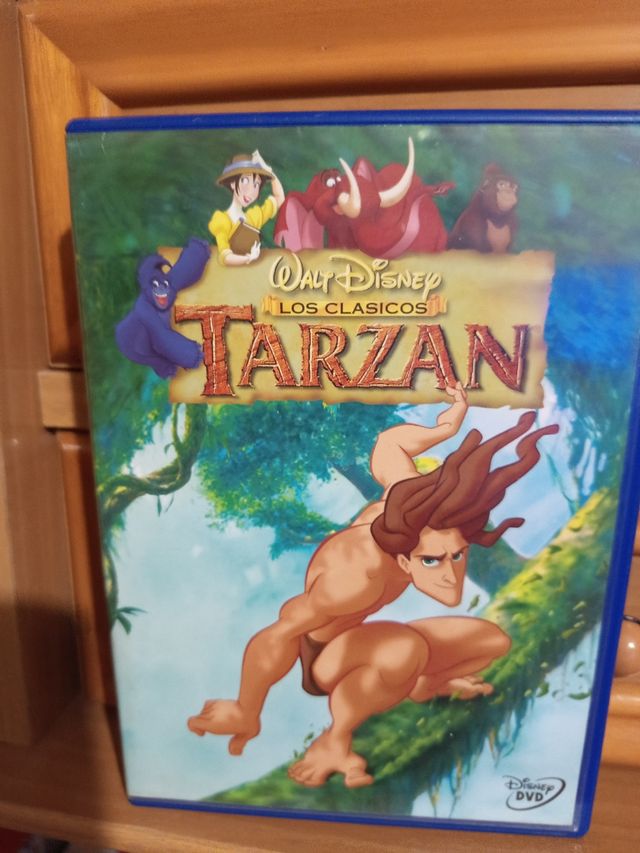 WALT DISNEY
LOS CLASICOS
TARZAN
DISNEY
DVD